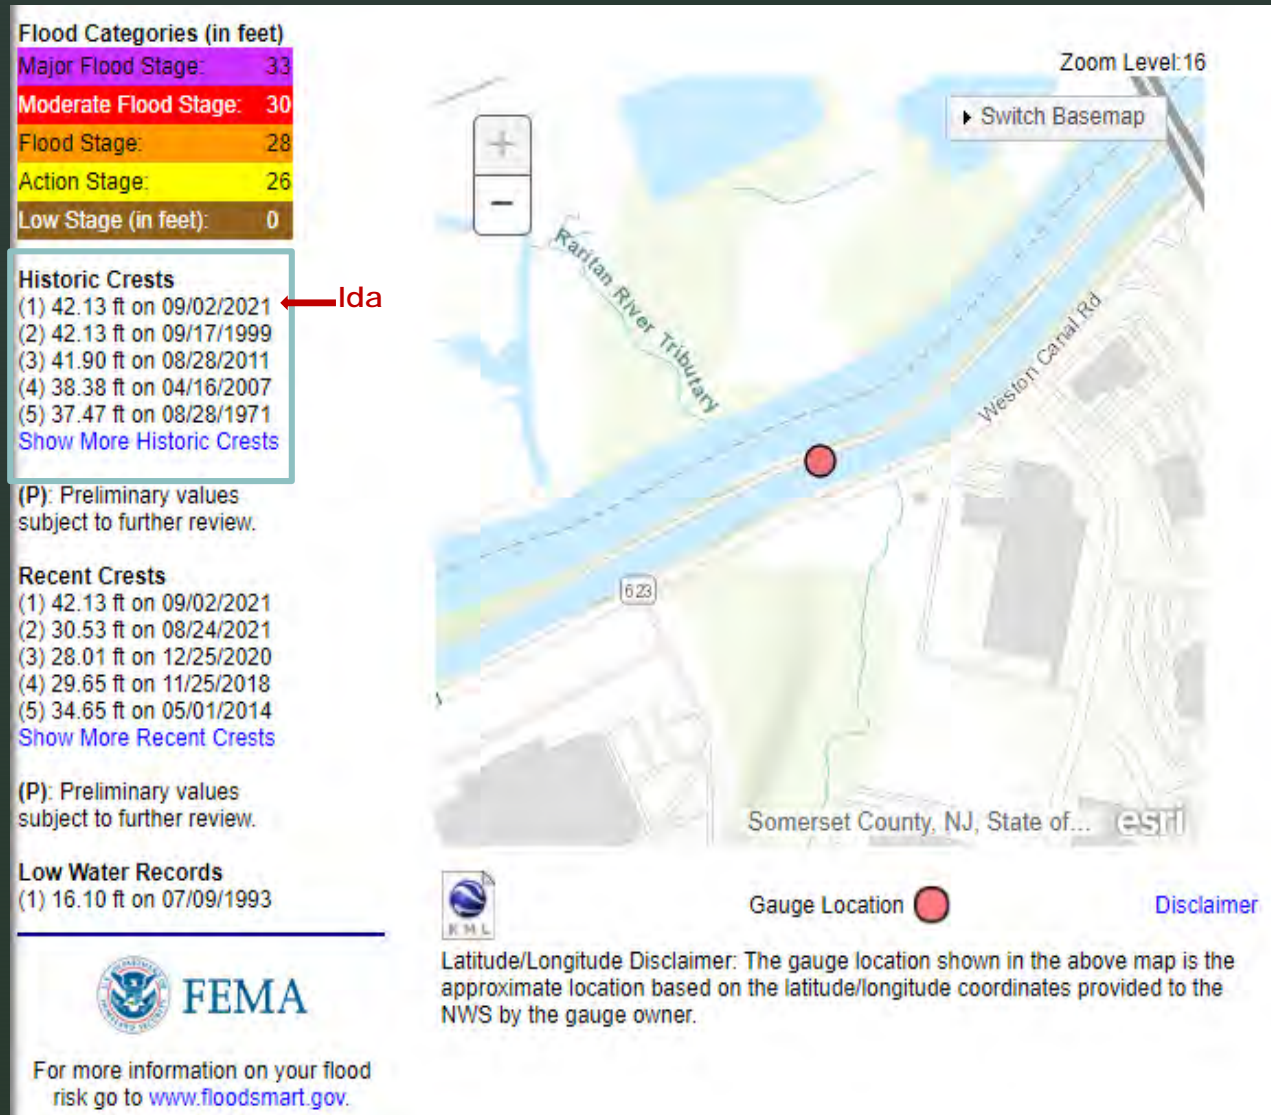 Flood Categories (in feet)
Major Flood Stage: 33
Moderate Flood Stage: 30
Flood Stage: 28
Action Stage: 26
Low Stage (in feet): 0
Historic Crests
(1) 42.13 ft on 09/02/2021
Ida
(2) 42.13 ft on 09/17/1999
(3) 41.90 ft on 08/28/2011
(4) 38.38 ft on 04/16/2007
(5) 37.47 ft on 08/28/1971
Show More Historic Crests
(P): Preliminary values
subject to further review.
Recent Crests
(1) 42.13 ft on 09/02/2021
(2) 30.53 ft on 08/24/2021
(3) 28.01 ft on 12/25/2020
(4) 29.65 ft on 11/25/2018
(5) 34.65 ft on 05/01/2014
Show More Recent Crests
(P): Preliminary values
subject to further review.
Low Water Records
(1) 16.10 ft on 07/09/1993
FEMA
For more information on your flood
risk go to www.floodsmart.gov.
Zoom Level:16
Switch Basemap
+
−
Raritan River Tributary
Weston Canal Rd
623
Somerset County, NJ, State of...
esri
KML
Gauge Location
Disclaimer
Latitude/Longitude Disclaimer: The gauge location shown in the above map is the
approximate location based on the latitude/longitude coordinates provided to the
NWS by the gauge owner.